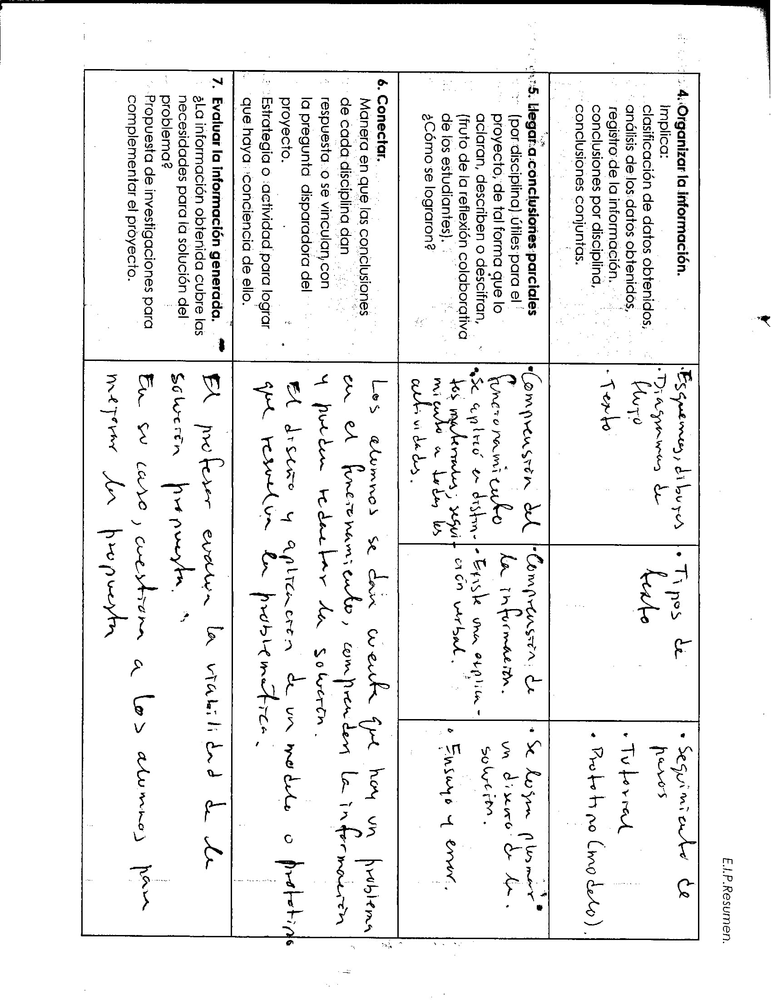 E.I.P.Resumen.
4. Organizar la información.
Implica:
clasificación de datos obtenidos,
análisis de los datos obtenidos,
registro de la información.
conclusiones por disciplina,
conclusiones conjuntas.
· Esquemas, dibujos
· Diagramas de
flujo
· Texto
• Tipos de
texto
• Seguimiento de
pasos
• Tutorial
• Prototipo (modelo).
5. Llegar a conclusiones parciales
(por disciplina) útiles para el
proyecto, de tal forma que lo
aclaran, describen o descifran,
(fruto de la reflexión colaborativa
de los estudiantes).
¿Cómo se lograron?
• Comprensión del
funcionamiento
• Se aplicó en distin-
tos materiales; segui-
miento a todas las
actividades.
• Comprensión de
la información.
• Existe una explica-
ción verbal.
• Se logra plasmar
un diseño de la
solución.
• Ensayo y error.
6. Conectar.
Manera en que las conclusiones
de cada disciplina dan
respuesta o se vinculan con
la pregunta disparadora del
proyecto.
Estrategia o actividad para lograr
que haya conciencia de ello.
Los alumnos se dan cuenta que hay un problema
en el funcionamiento, comprenden la información
y pueden redactar la solución.
El diseño y aplicación de un modelo o prototipo
que resuelva la problemática.
7. Evaluar la información generada.
¿La información obtenida cubre las
necesidades para la solución del
problema?
Propuesta de investigaciones para
complementar el proyecto.
El profesor evalua la viabilidad de la
solución propuesta.
En su caso, cuestiona a los alumnos para
mejorar la propuesta